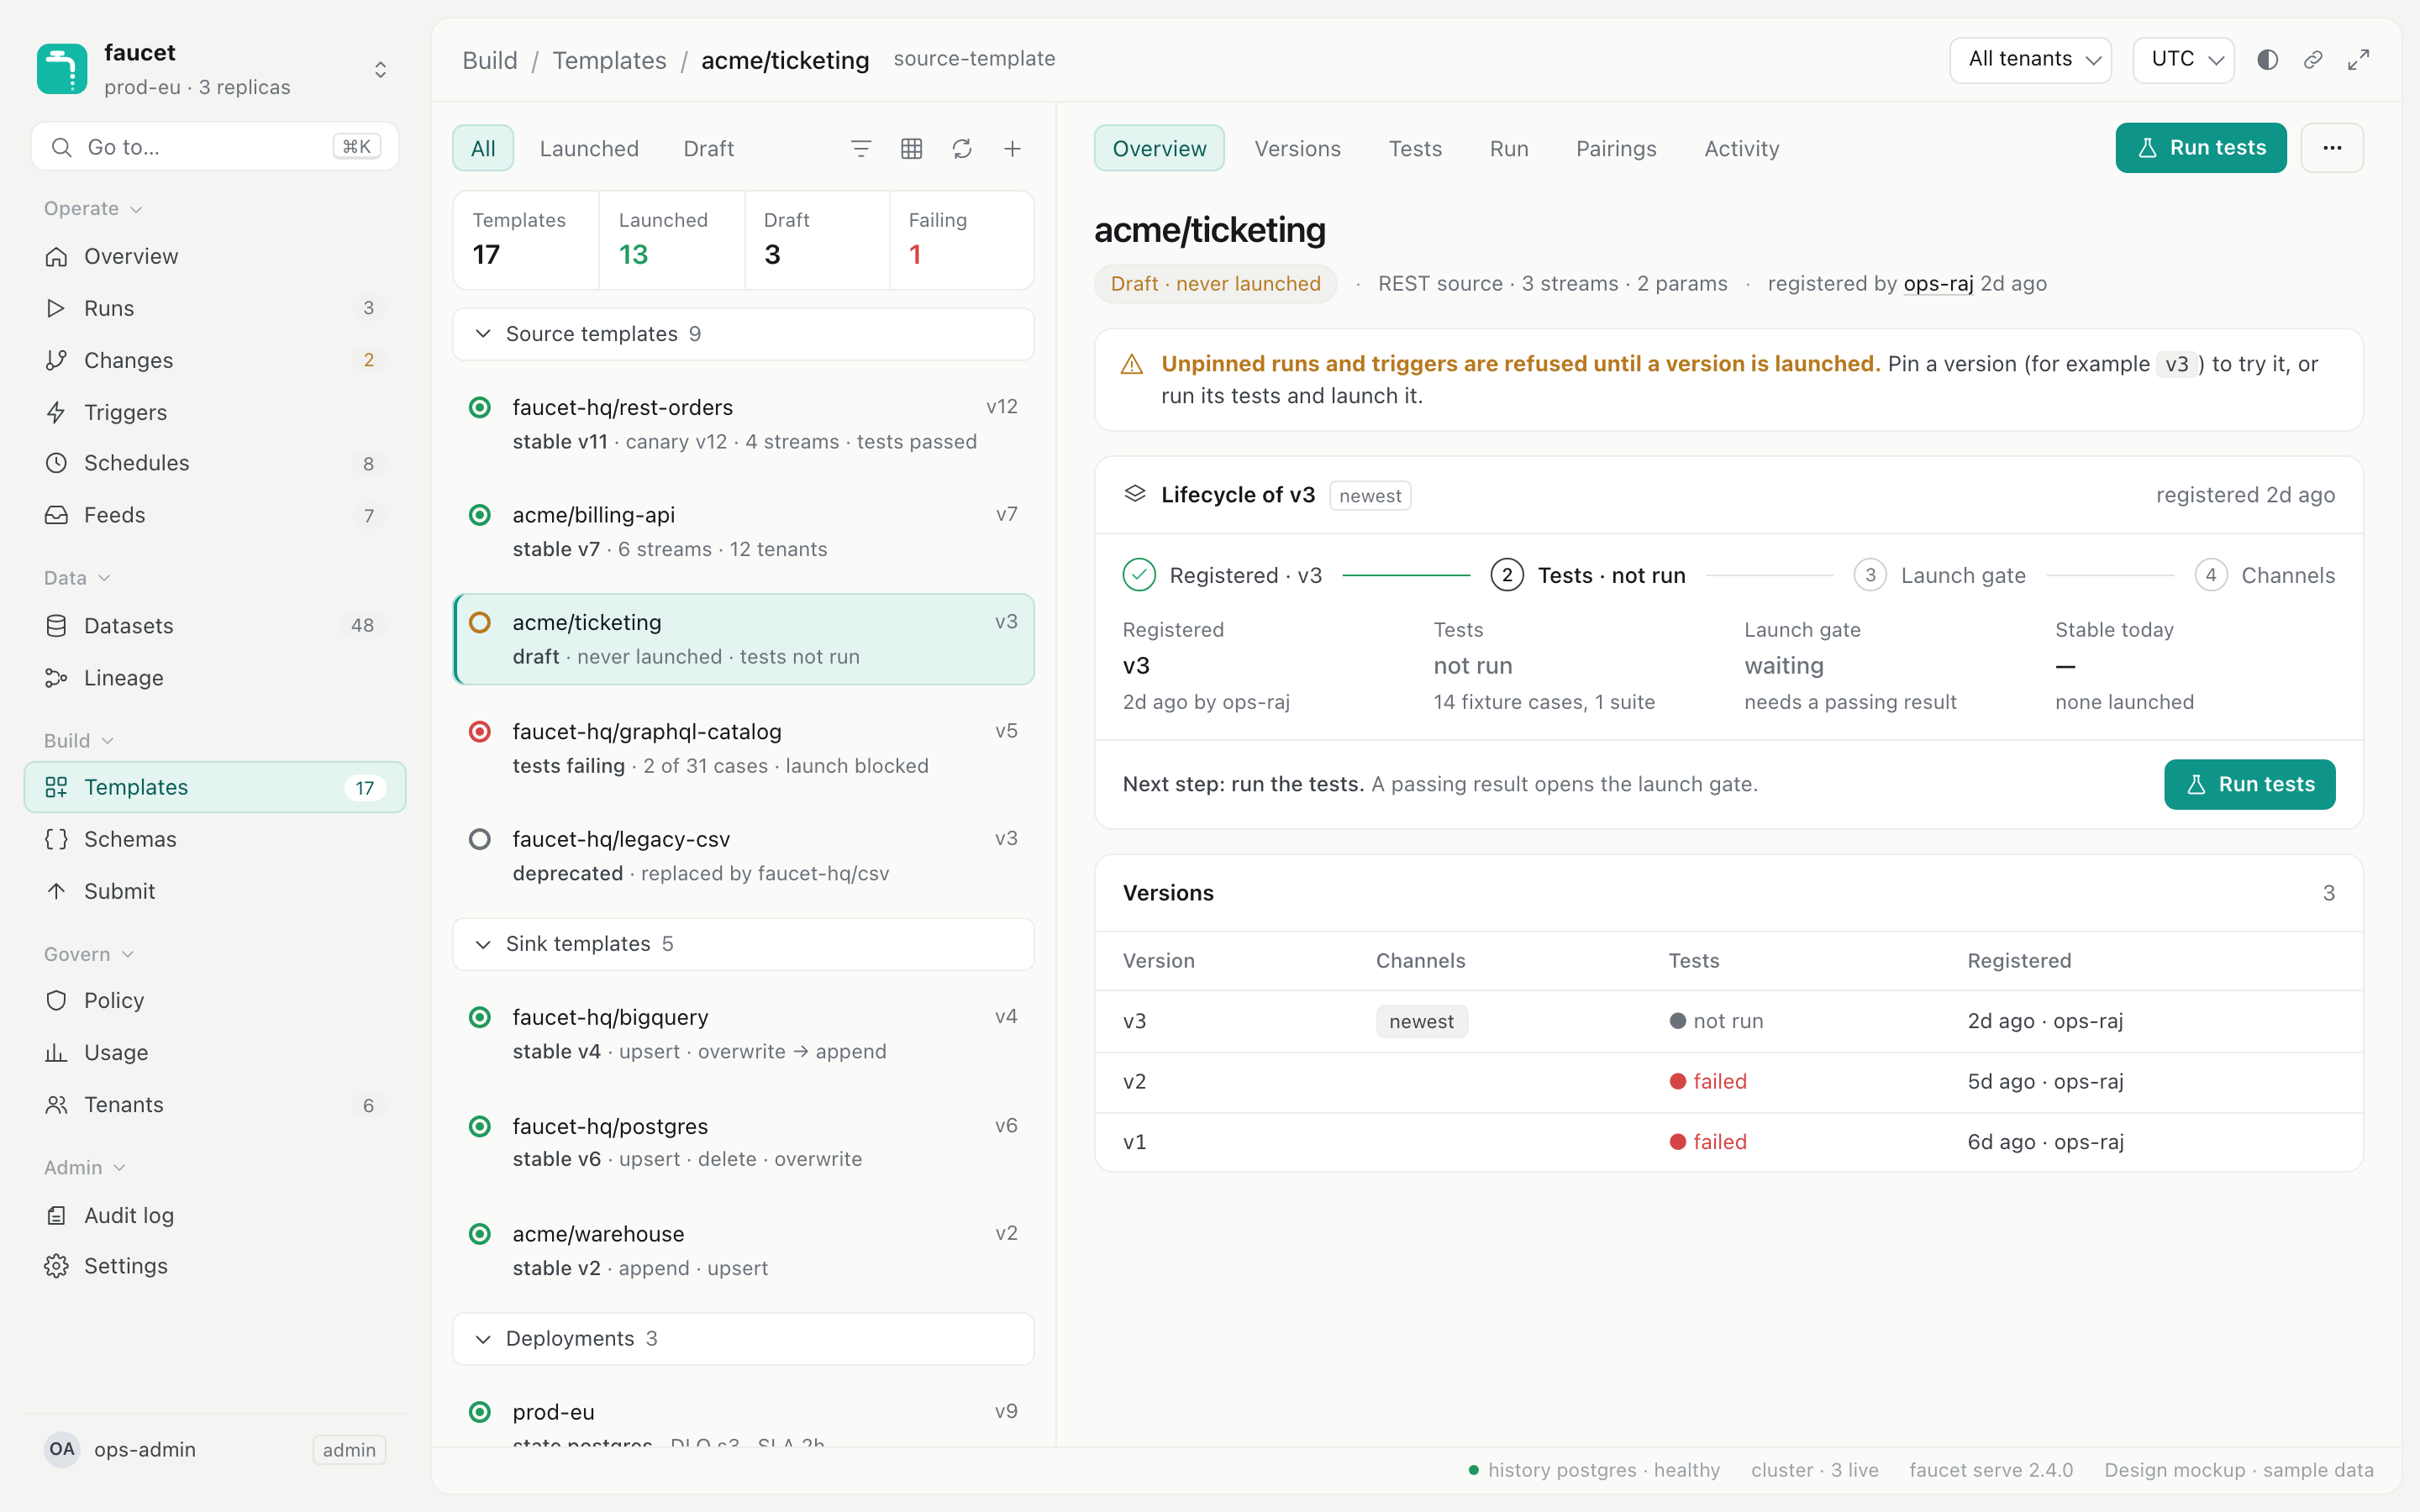 faucet
prod-eu · 3 replicas
Go to... ⌘K
Operate
Overview
Runs 3
Changes 2
Triggers
Schedules 8
Feeds 7
Data
Datasets 48
Lineage
Build
Templates 17
Schemas
Submit
Govern
Policy
Usage
Tenants 6
Admin
Audit log
Settings
OA ops-admin admin
Build / Templates / acme/ticketing source-template
All tenants UTC
All Launched Draft
Templates Launched Draft Failing
17 13 3 1
Source templates 9
faucet-hq/rest-orders v12
stable v11 · canary v12 · 4 streams · tests passed
acme/billing-api v7
stable v7 · 6 streams · 12 tenants
acme/ticketing v3
draft · never launched · tests not run
faucet-hq/graphql-catalog v5
tests failing · 2 of 31 cases · launch blocked
faucet-hq/legacy-csv v3
deprecated · replaced by faucet-hq/csv
Sink templates 5
faucet-hq/bigquery v4
stable v4 · upsert · overwrite → append
faucet-hq/postgres v6
stable v6 · upsert · delete · overwrite
acme/warehouse v2
stable v2 · append · upsert
Deployments 3
prod-eu v9
state postgres · DLQ s3 · SLA 2h
Overview Versions Tests Run Pairings Activity Run tests ···
acme/ticketing
Draft · never launched · REST source · 3 streams · 2 params · registered by ops-raj 2d ago
Unpinned runs and triggers are refused until a version is launched. Pin a version (for example v3) to try it, or
run its tests and launch it.
Lifecycle of v3 newest registered 2d ago
Registered · v3 2 Tests · not run 3 Launch gate 4 Channels
Registered Tests Launch gate Stable today
v3 not run waiting —
2d ago by ops-raj 14 fixture cases, 1 suite needs a passing result none launched
Next step: run the tests. A passing result opens the launch gate. Run tests
Versions 3
Version Channels Tests Registered
v3 newest not run 2d ago · ops-raj
v2 failed 5d ago · ops-raj
v1 failed 6d ago · ops-raj
history postgres · healthy cluster · 3 live faucet serve 2.4.0 Design mockup · sample data